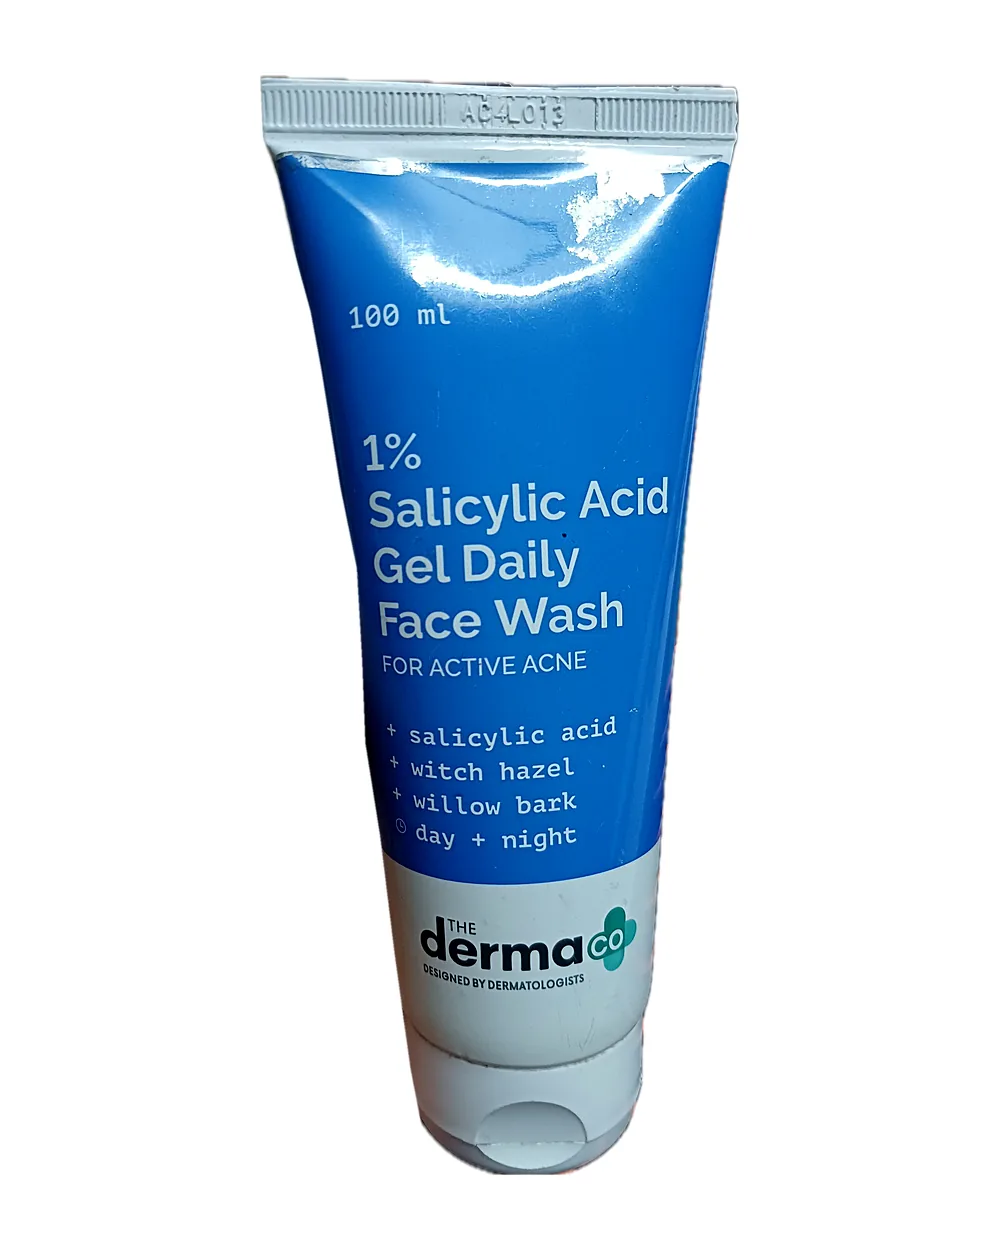 AC4L013
100 ml
1%
Salicylic Acid
Gel Daily
Face Wash
FOR ACTIVE ACNE
+ salicylic acid
+ witch hazel
+ willow bark
day + night
THE
derma co
DESIGNED BY DERMATOLOGISTS